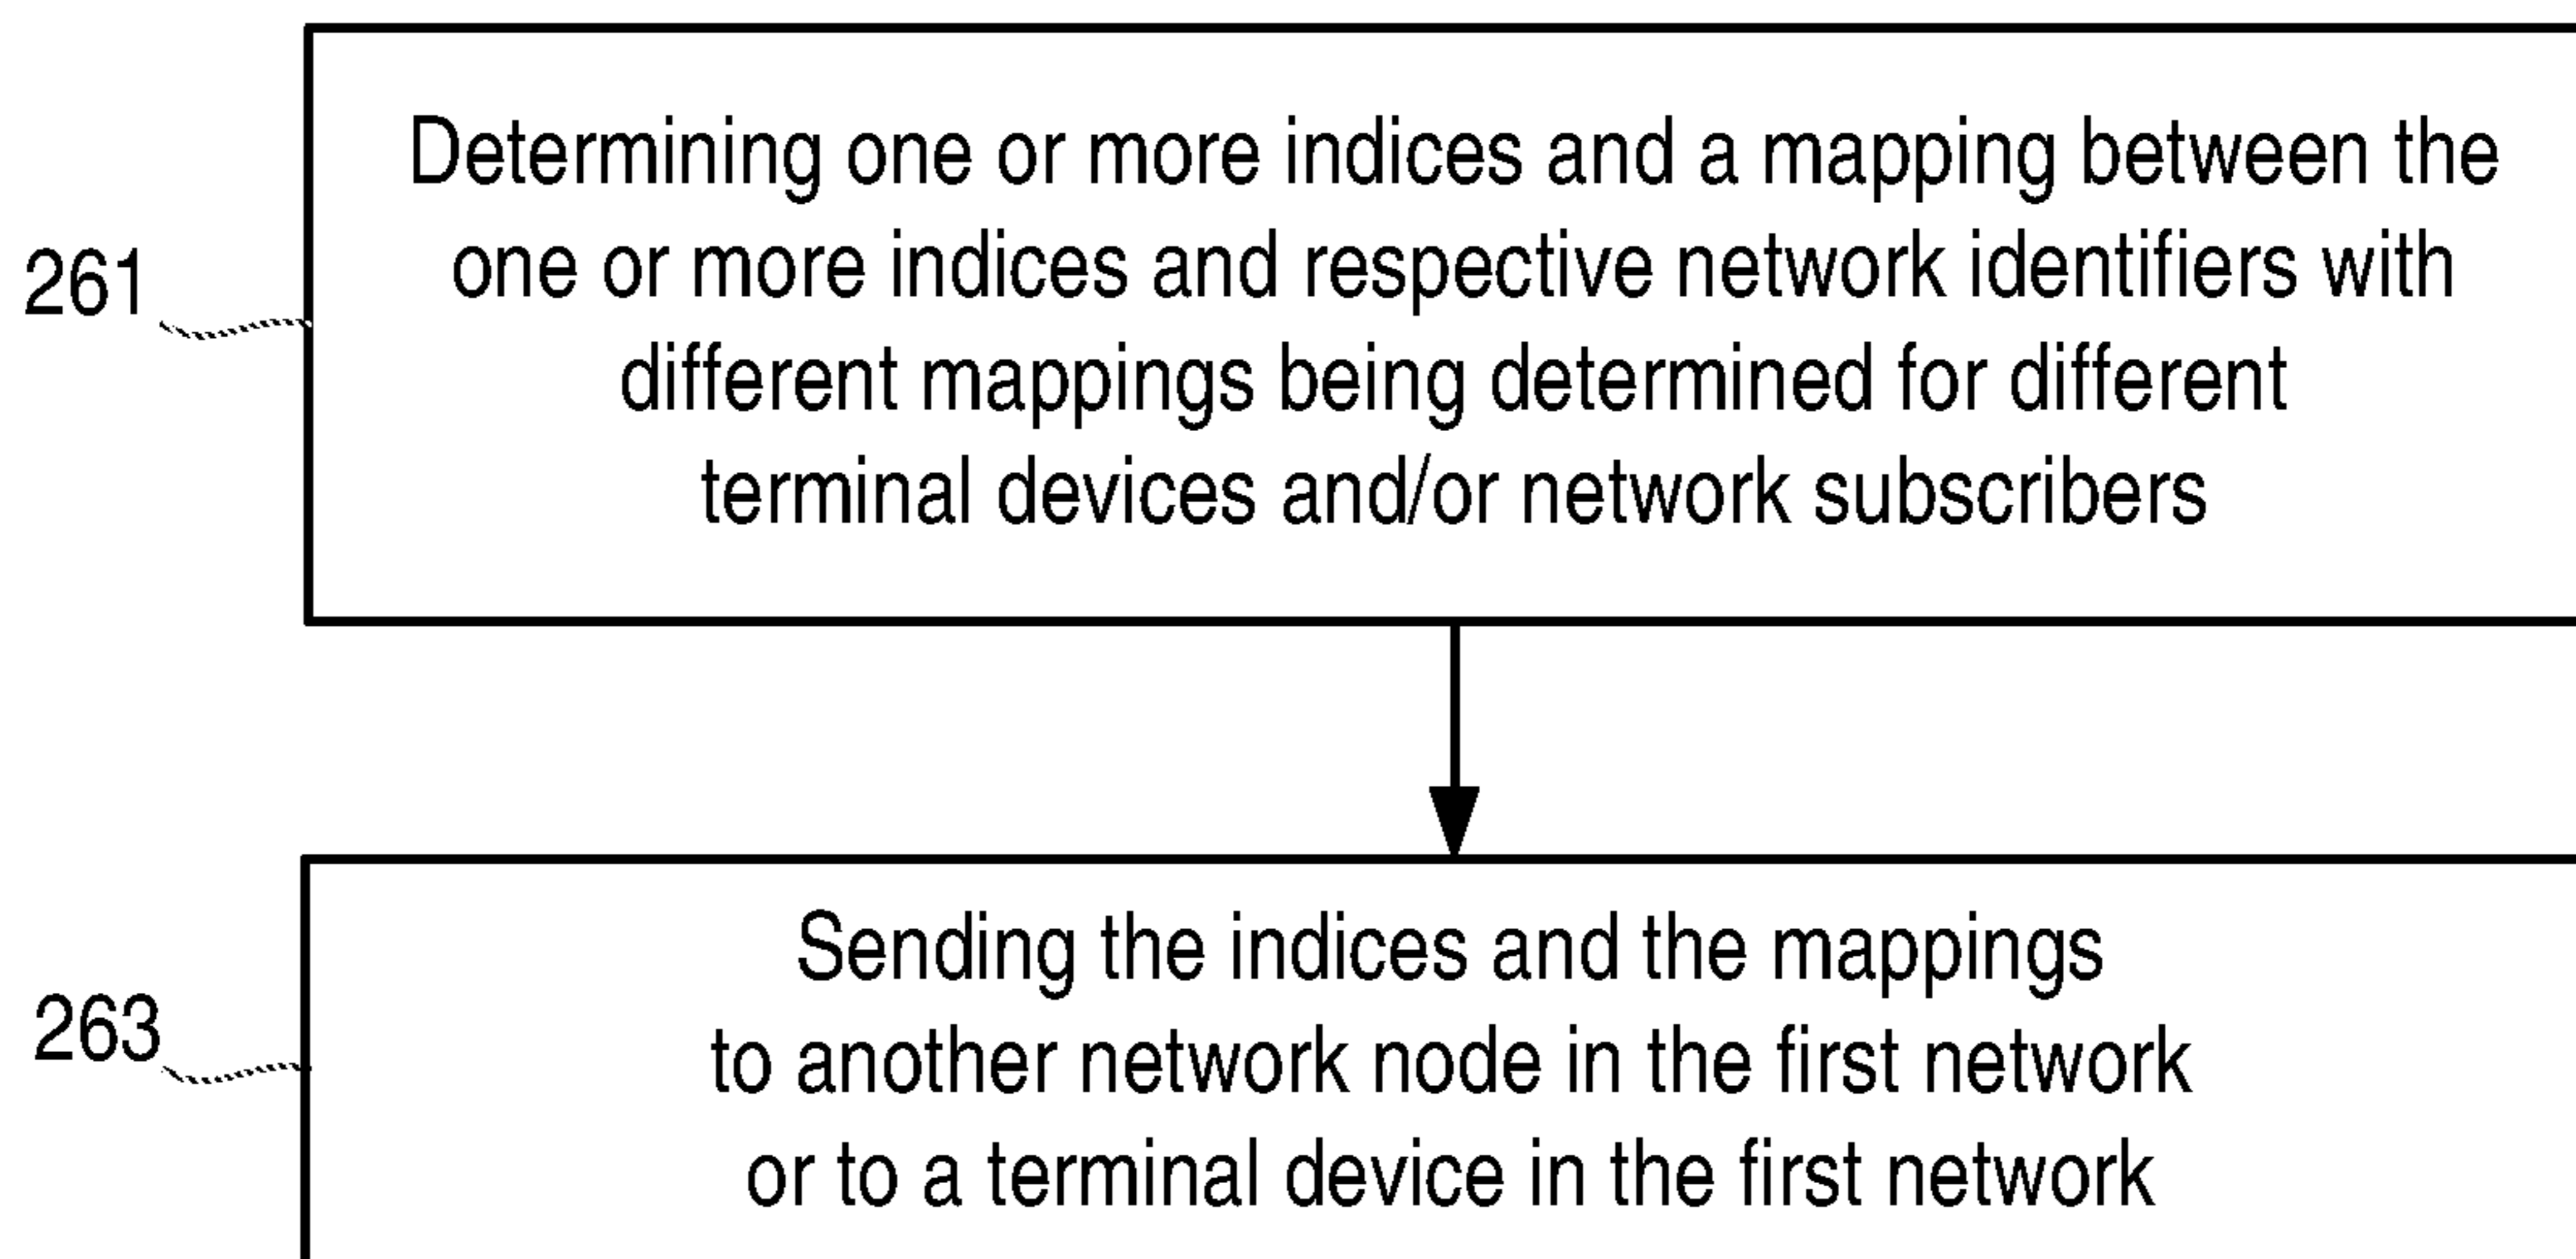 Determining one or more indices and a mapping between the
one or more indices and respective network identifiers with
261
different mappings being determined for different
terminal devices and/or network subscribers
Sending the indices and the mappings
263
to another network node in the first network
or to a terminal device in the first network